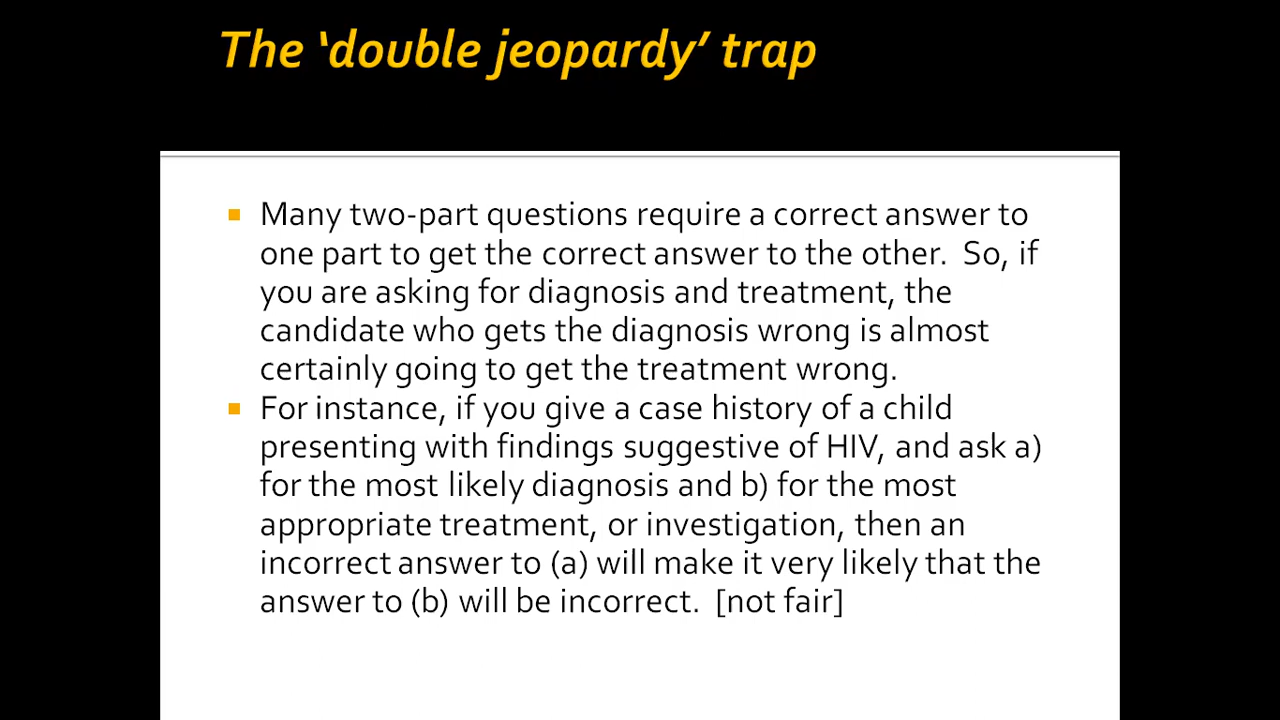 The ‘double jeopardy’ trap
Many two-part questions require a correct answer to
one part to get the correct answer to the other.  So, if
you are asking for diagnosis and treatment, the
candidate who gets the diagnosis wrong is almost
certainly going to get the treatment wrong.
For instance, if you give a case history of a child
presenting with findings suggestive of HIV, and ask a)
for the most likely diagnosis and b) for the most
appropriate treatment, or investigation, then an
incorrect answer to (a) will make it very likely that the
answer to (b) will be incorrect.  [not fair]